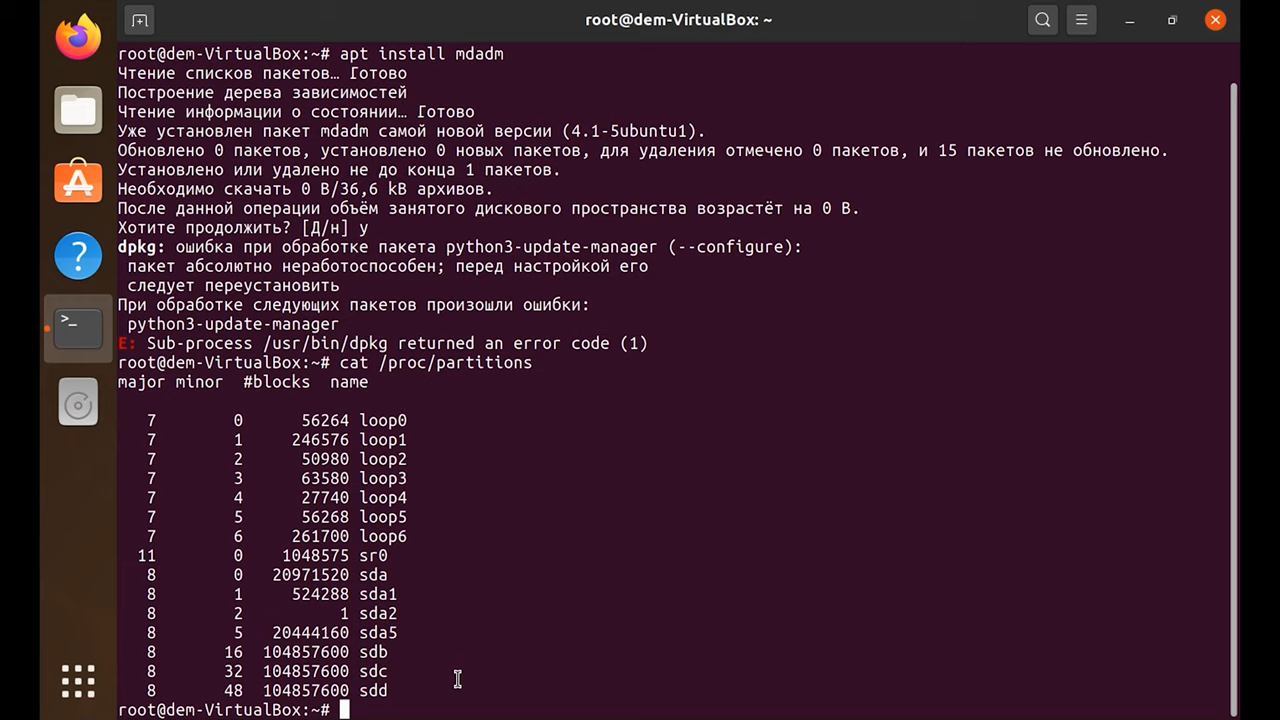 root@dem-VirtualBox: ~
root@dem-VirtualBox:~# apt install mdadm
Чтение списков пакетов… Готово
Построение дерева зависимостей
Чтение информации о состоянии… Готово
Уже установлен пакет mdadm самой новой версии (4.1-5ubuntu1).
Обновлено 0 пакетов, установлено 0 новых пакетов, для удаления отмечено 0 пакетов, и 15 пакетов не обновлено.
Установлено или удалено не до конца 1 пакетов.
Необходимо скачать 0 B/36,6 kB архивов.
После данной операции объём занятого дискового пространства возрастёт на 0 B.
Хотите продолжить? [Д/н] y
dpkg: ошибка при обработке пакета python3-update-manager (--configure):
 пакет абсолютно неработоспособен; перед настройкой его
 следует переустановить
При обработке следующих пакетов произошли ошибки:
 python3-update-manager
E: Sub-process /usr/bin/dpkg returned an error code (1)
root@dem-VirtualBox:~# cat /proc/partitions
major minor  #blocks  name
   7        0      56264 loop0
   7        1     246576 loop1
   7        2      50980 loop2
   7        3      63580 loop3
   7        4      27740 loop4
   7        5      56268 loop5
   7        6     261700 loop6
  11        0    1048575 sr0
   8        0   20971520 sda
   8        1     524288 sda1
   8        2          1 sda2
   8        5   20444160 sda5
   8       16  104857600 sdb
   8       32  104857600 sdc
   8       48  104857600 sdd
root@dem-VirtualBox:~#